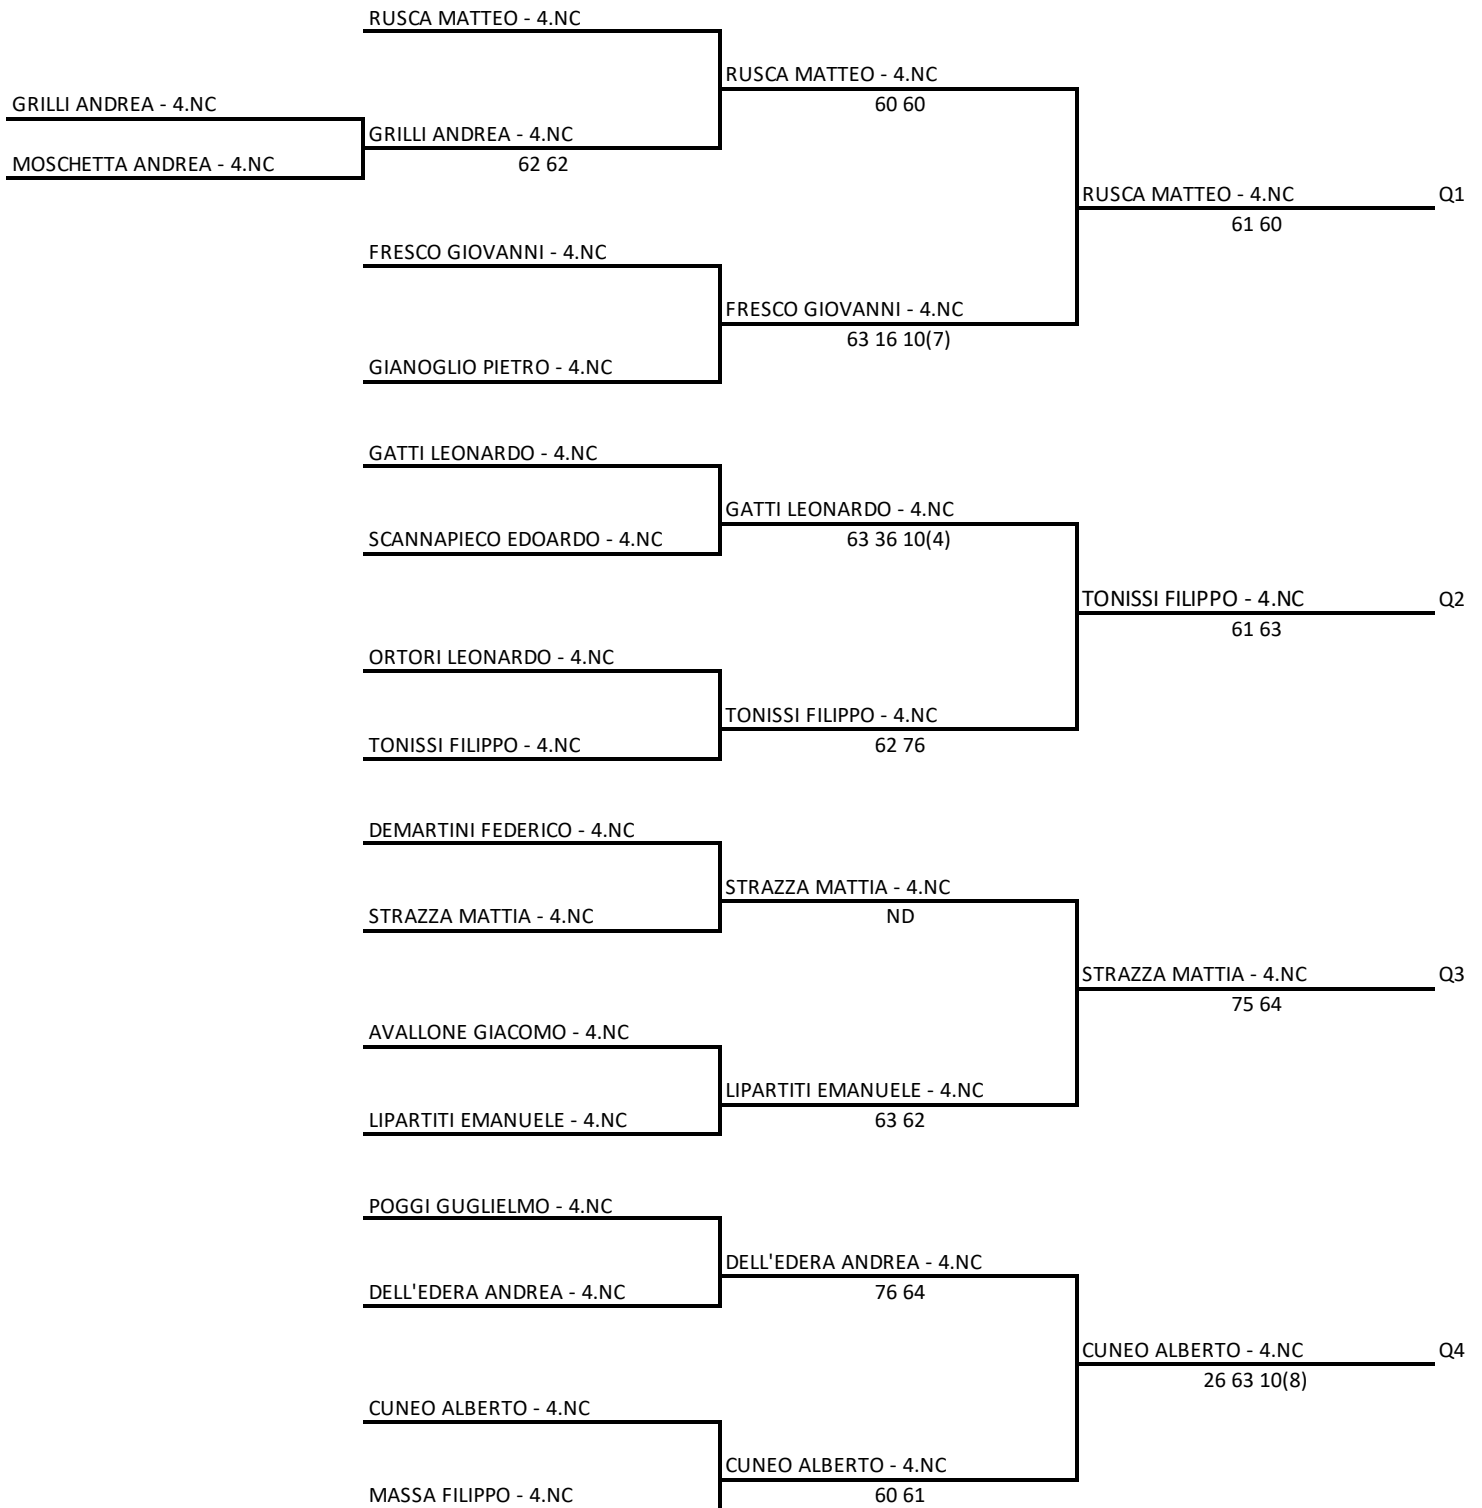 RUSCA MATTEO - 4.NC
RUSCA MATTEO - 4.NC
60 60
GRILLI ANDREA - 4.NC
GRILLI ANDREA - 4.NC
62 62
MOSCHETTA ANDREA - 4.NC
RUSCA MATTEO - 4.NC Q1
61 60
FRESCO GIOVANNI - 4.NC
FRESCO GIOVANNI - 4.NC
63 16 10(7)
GIANOGLIO PIETRO - 4.NC
GATTI LEONARDO - 4.NC
GATTI LEONARDO - 4.NC
63 36 10(4)
SCANNAPIECO EDOARDO - 4.NC
TONISSI FILIPPO - 4.NC Q2
61 63
ORTORI LEONARDO - 4.NC
TONISSI FILIPPO - 4.NC
62 76
TONISSI FILIPPO - 4.NC
DEMARTINI FEDERICO - 4.NC
STRAZZA MATTIA - 4.NC
ND
STRAZZA MATTIA - 4.NC
STRAZZA MATTIA - 4.NC Q3
75 64
AVALLONE GIACOMO - 4.NC
LIPARTITI EMANUELE - 4.NC
63 62
LIPARTITI EMANUELE - 4.NC
POGGI GUGLIELMO - 4.NC
DELL'EDERA ANDREA - 4.NC
76 64
DELL'EDERA ANDREA - 4.NC
CUNEO ALBERTO - 4.NC Q4
26 63 10(8)
CUNEO ALBERTO - 4.NC
CUNEO ALBERTO - 4.NC
60 61
MASSA FILIPPO - 4.NC